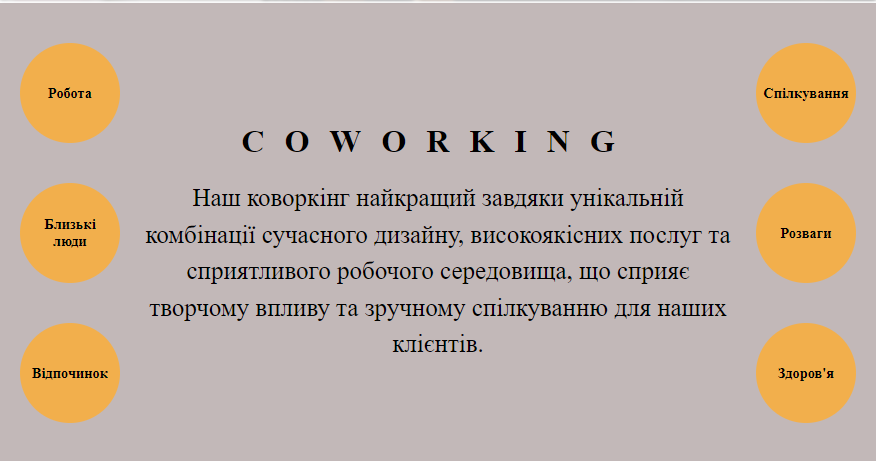 Робота
Близькі
люди
Відпочинок
C O W O R K I N G
Наш коворкінг найкращий завдяки унікальній
комбінації сучасного дизайну, високоякісних послуг та
сприятливого робочого середовища, що сприяє
творчому впливу та зручному спілкуванню для наших
клієнтів.
Спілкування
Розваги
Здоров'я